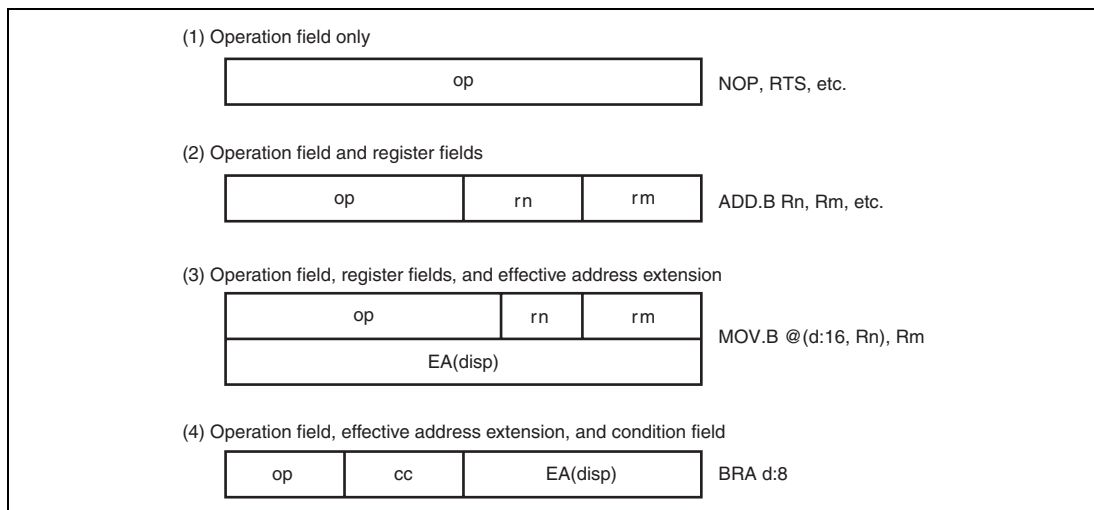 (1) Operation field only
op
NOP, RTS, etc.
(2) Operation field and register fields
op rn rm
ADD.B Rn, Rm, etc.
(3) Operation field, register fields, and effective address extension
op rn rm
EA(disp)
MOV.B @(d:16, Rn), Rm
(4) Operation field, effective address extension, and condition field
op cc EA(disp)
BRA d:8